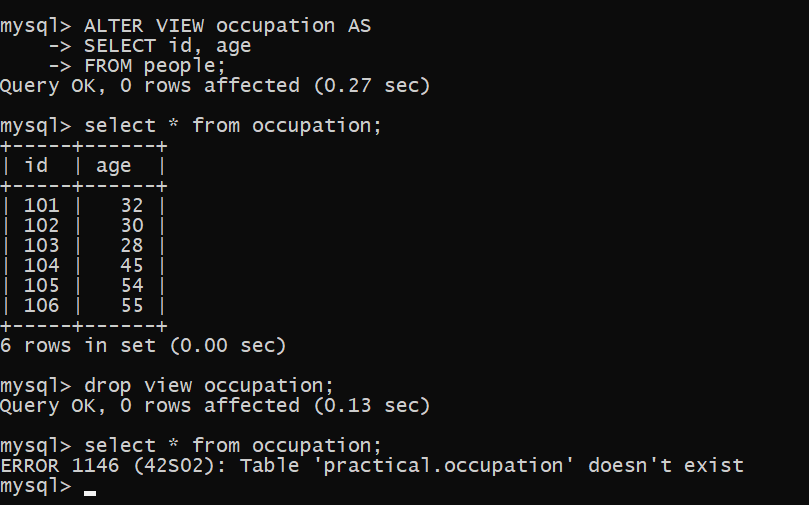 mysql> ALTER VIEW occupation AS
    -> SELECT id, age
    -> FROM people;
Query OK, 0 rows affected (0.27 sec)

mysql> select * from occupation;
+-----+------+
| id  | age  |
+-----+------+
| 101 |   32 |
| 102 |   30 |
| 103 |   28 |
| 104 |   45 |
| 105 |   54 |
| 106 |   55 |
+-----+------+
6 rows in set (0.00 sec)

mysql> drop view occupation;
Query OK, 0 rows affected (0.13 sec)

mysql> select * from occupation;
ERROR 1146 (42S02): Table 'practical.occupation' doesn't exist
mysql> _